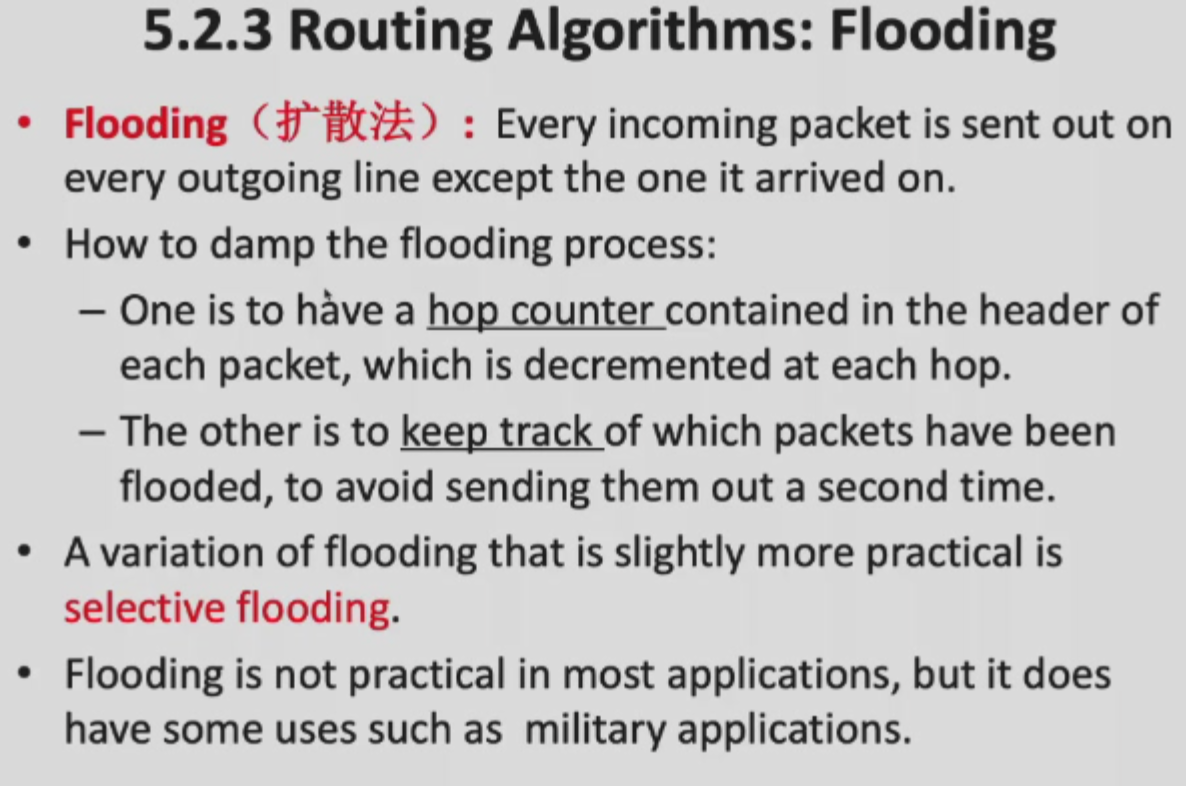 5.2.3 Routing Algorithms: Flooding
• Flooding（扩散法）: Every incoming packet is sent out on
every outgoing line except the one it arrived on.
• How to damp the flooding process:
– One is to have a hop counter contained in the header of
each packet, which is decremented at each hop.
– The other is to keep track of which packets have been
flooded, to avoid sending them out a second time.
• A variation of flooding that is slightly more practical is
selective flooding.
• Flooding is not practical in most applications, but it does
have some uses such as military applications.